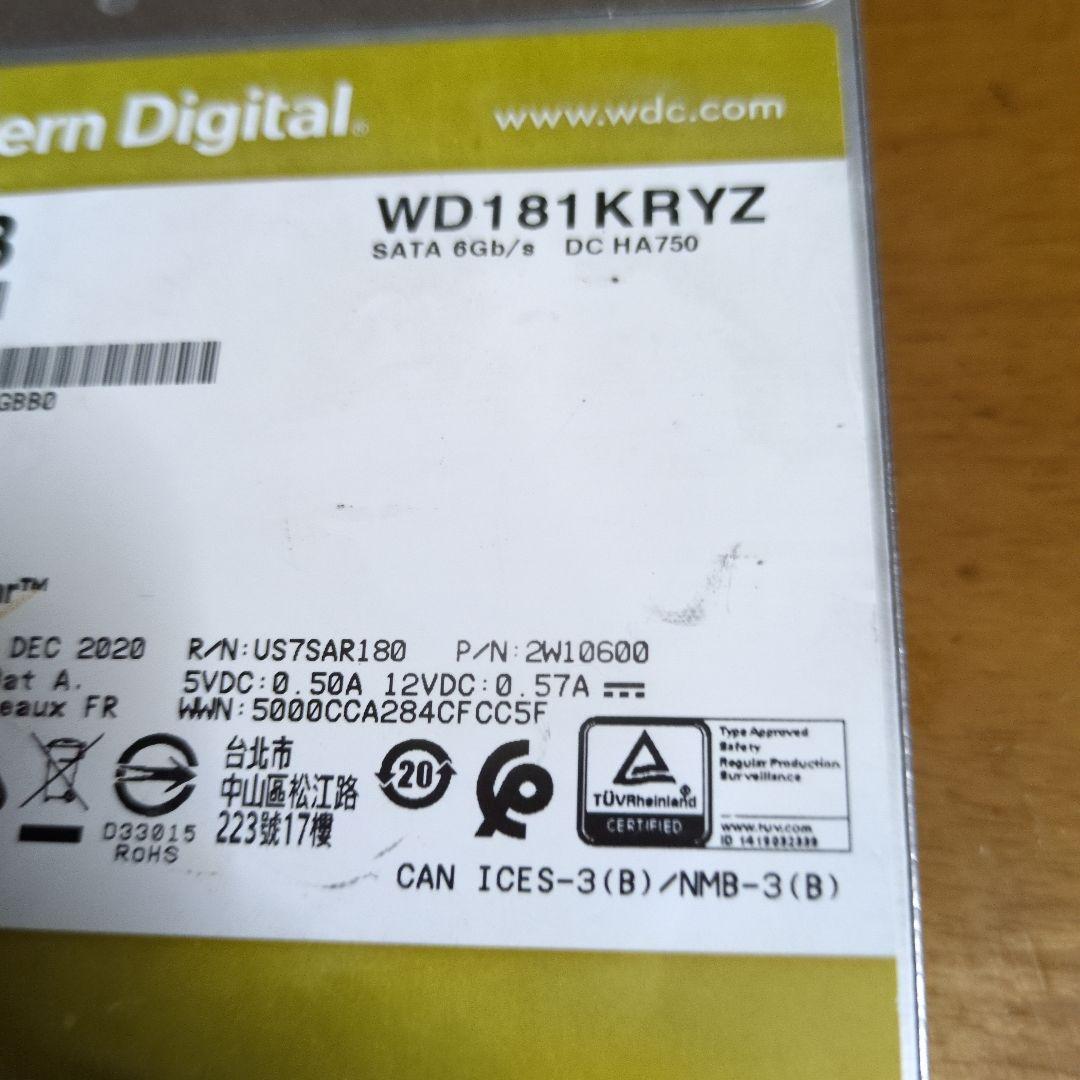 ern Digital®
www.wdc.com
WD181KRYZ
SATA 6Gb/s DC HA750
GBB0
DEC 2020 R/N:US7SAR180 P/N:2W10600
at A. 5VDC:0.50A 12VDC:0.57A
eaux FR WWN:5000CCA284CFCC5F
台北市
中山區松江路
223號17樓
D33015
RoHS
20
TÜVRheinland®
CERTIFIED
Type Approved
Safety
Regular Production
Surveillance
www.tuv.com
ID 1419032339
CAN ICES-3(B)/NMB-3(B)